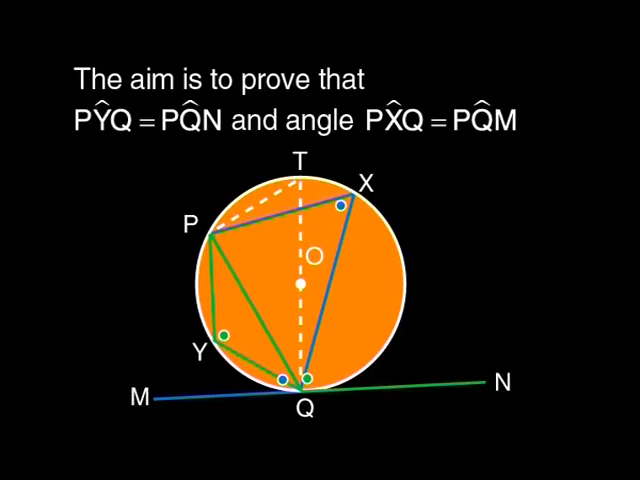 The aim is to prove that
PŶQ = PQ̂N and angle PX̂Q = PQ̂M
T
X
P
O
Y
M
N
Q